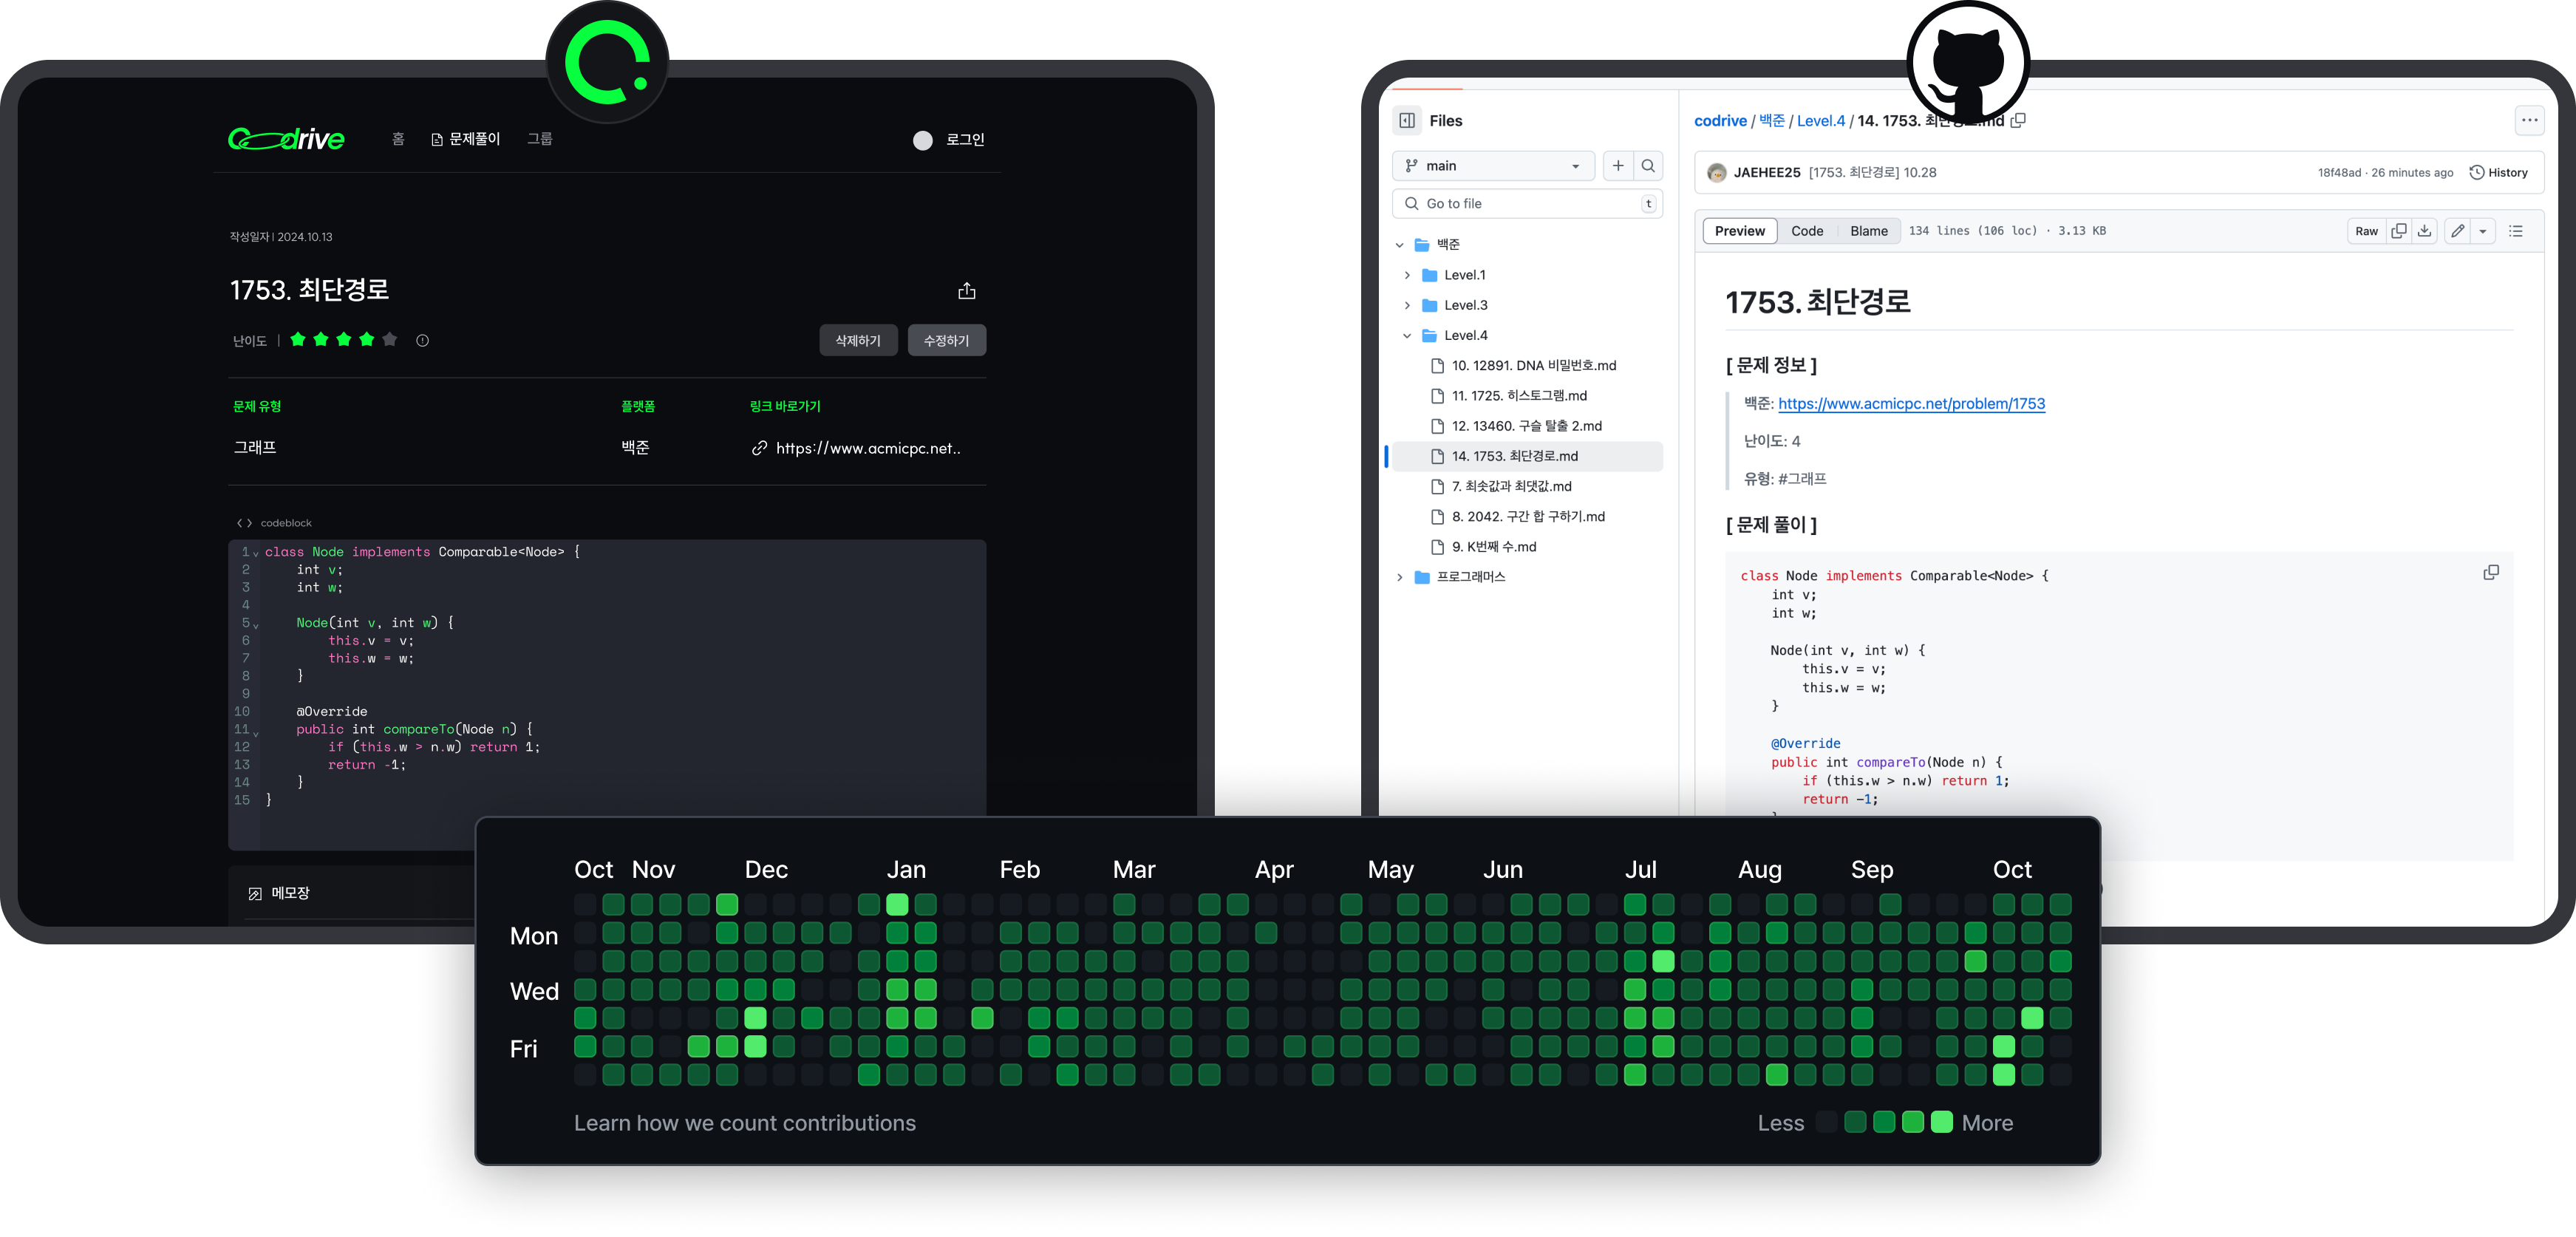 Coodrive 홈 문제풀이 그룹 로그인
작성일자 | 2024.10.13
1753. 최단경로
난이도 |
삭제하기 수정하기
문제 유형 플랫폼 링크 바로가기
그래프 백준 https://www.acmicpc.net..
codeblock
1 class Node implements Comparable<Node> {
2 int v;
3 int w;
4
5 Node(int v, int w) {
6 this.v = v;
7 this.w = w;
8 }
9
10 @Override
11 public int compareTo(Node n) {
12 if (this.w > n.w) return 1;
13 return -1;
14 }
15 }
메모장
Files
main
Go to file t
백준
Level.1
Level.3
Level.4
10. 12891. DNA 비밀번호.md
11. 1725. 히스토그램.md
12. 13460. 구슬 탈출 2.md
14. 1753. 최단경로.md
7. 최솟값과 최댓값.md
8. 2042. 구간 합 구하기.md
9. K번째 수.md
프로그래머스
codrive / 백준 / Level.4 / 14. 1753. 최단경로.md
JAEHEE25 [1753. 최단경로] 10.28 18f48ad · 26 minutes ago History
Preview Code Blame 134 lines (106 loc) · 3.13 KB Raw
1753. 최단경로
[ 문제 정보 ]
백준: https://www.acmicpc.net/problem/1753
난이도: 4
유형: #그래프
[ 문제 풀이 ]
class Node implements Comparable<Node> {
int v;
int w;
Node(int v, int w) {
this.v = v;
this.w = w;
}
@Override
public int compareTo(Node n) {
if (this.w > n.w) return 1;
return -1;
}
Oct Nov Dec Jan Feb Mar Apr May Jun Jul Aug Sep Oct
Mon
Wed
Fri
Learn how we count contributions Less More